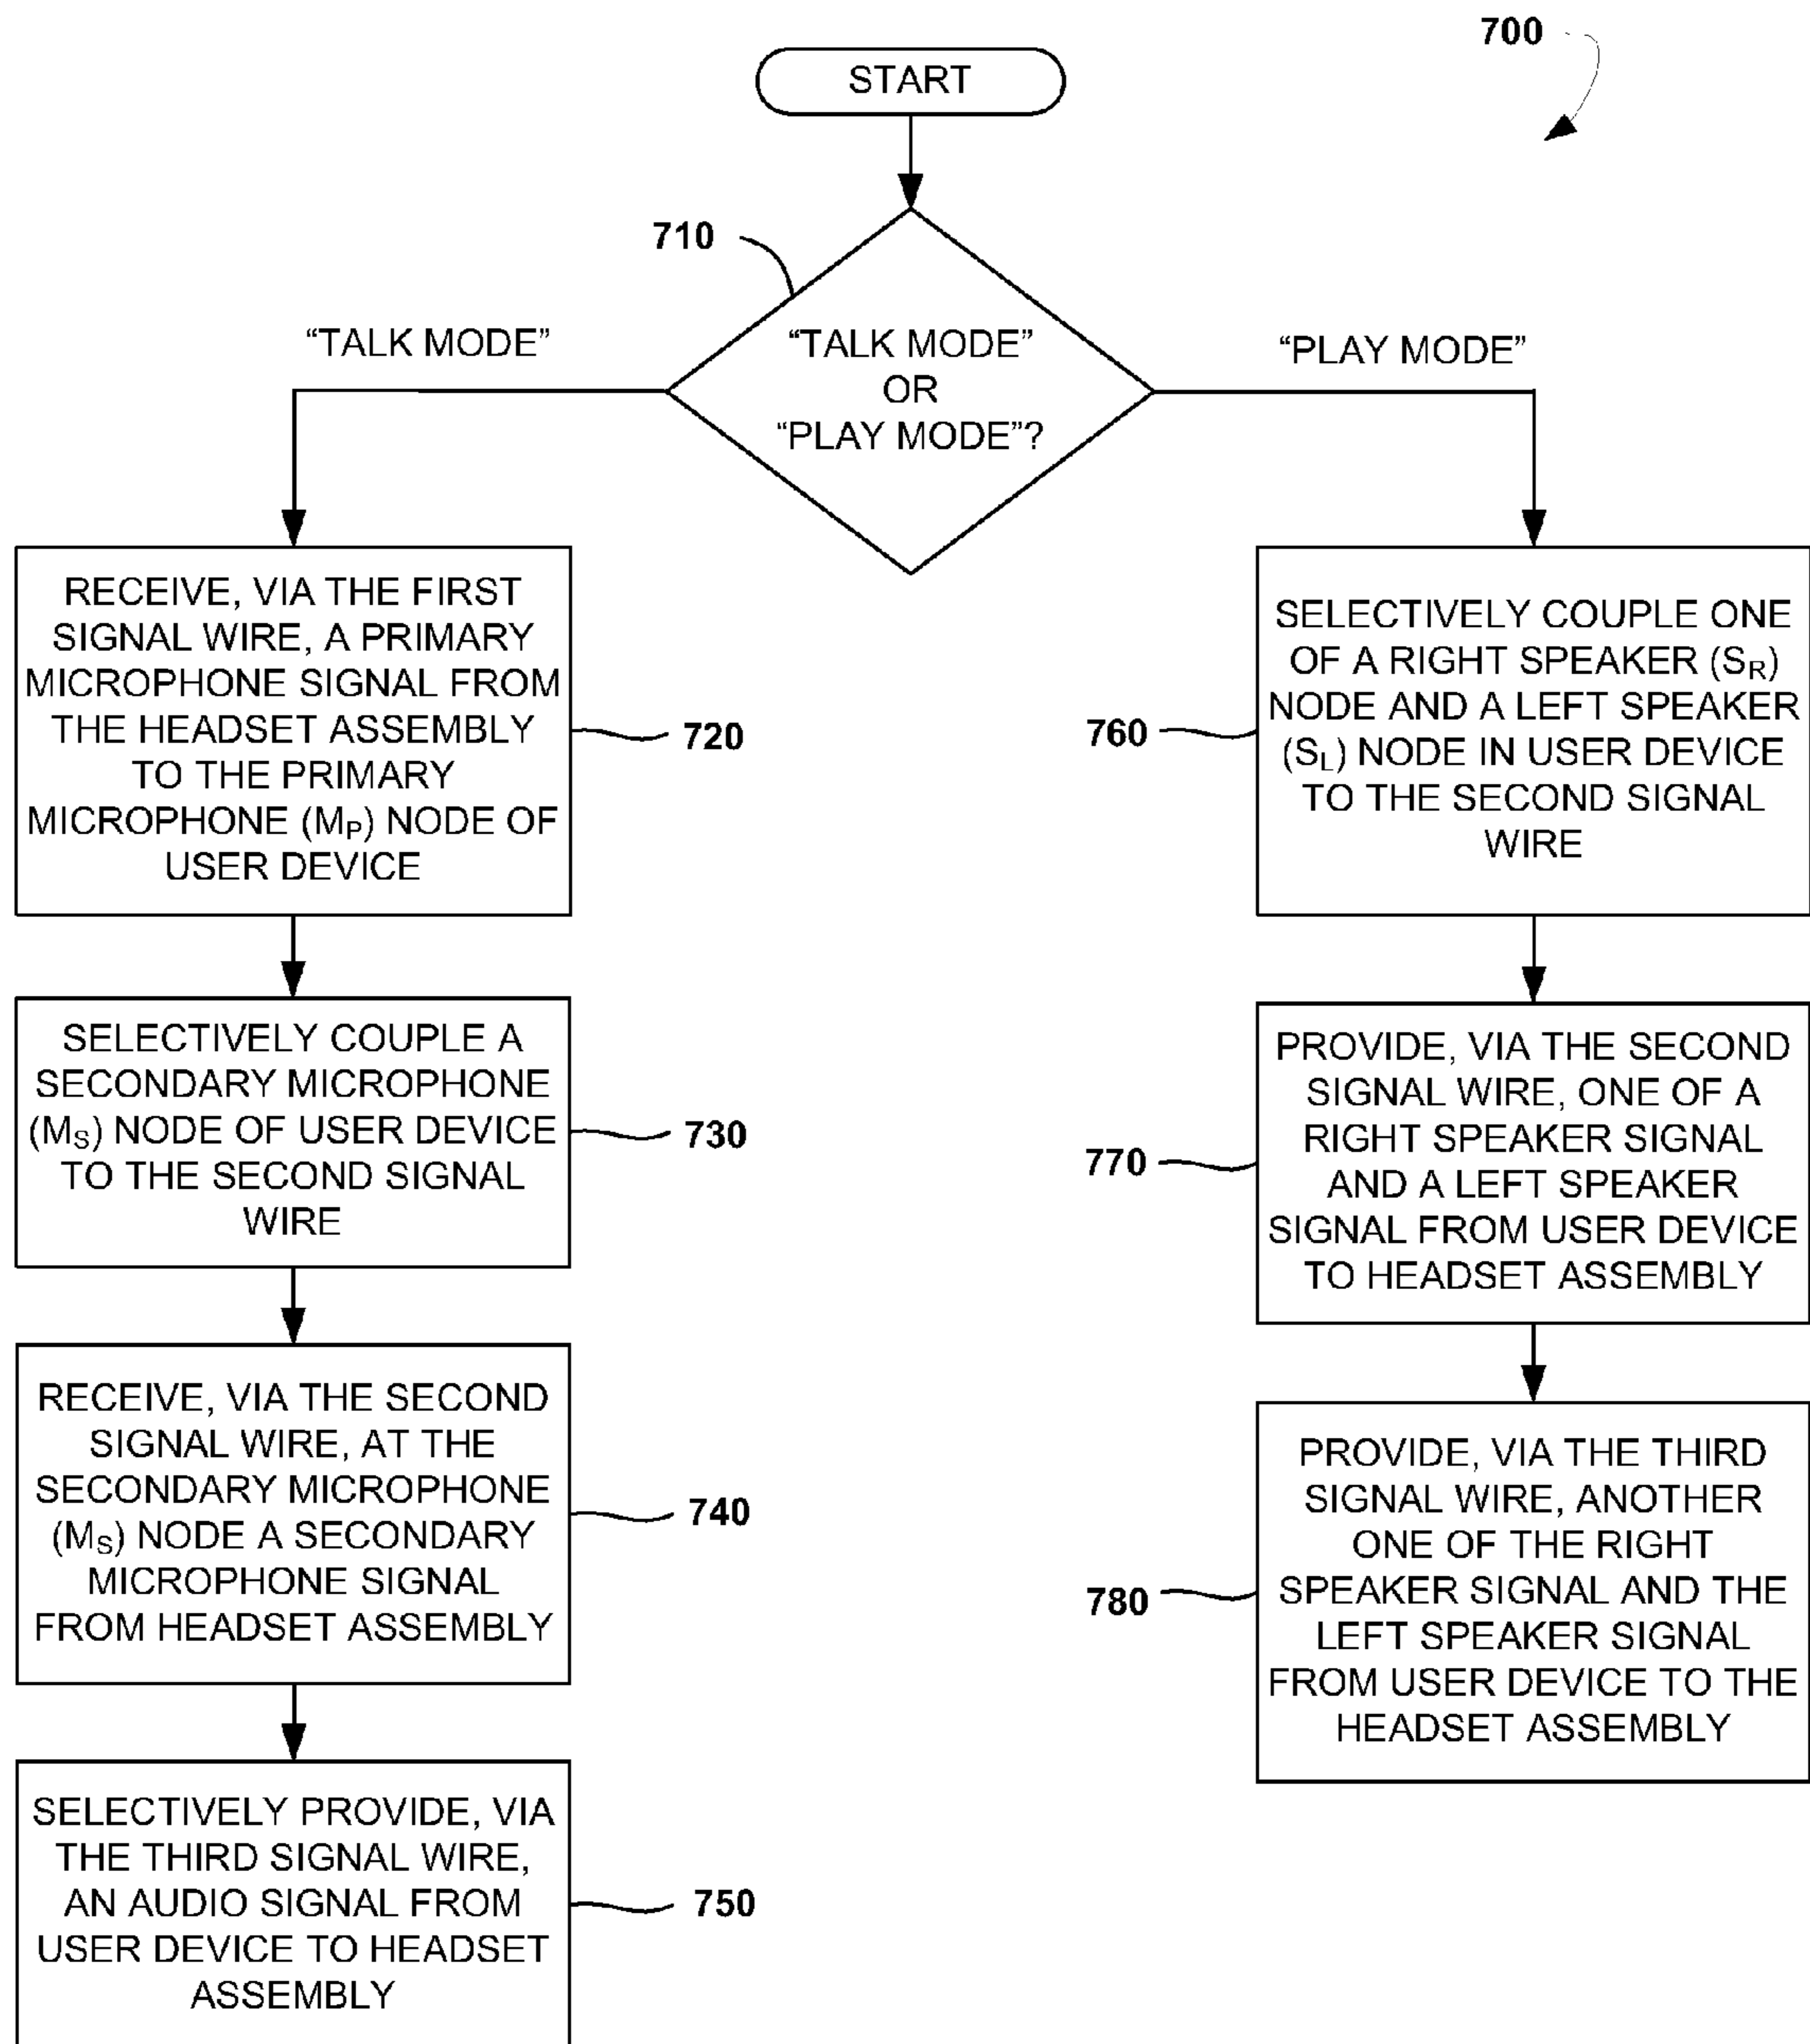 700
START
710
“TALK MODE”
“TALK MODE”
OR
“PLAY MODE”?
“PLAY MODE”
RECEIVE, VIA THE FIRST
SIGNAL WIRE, A PRIMARY
MICROPHONE SIGNAL FROM
THE HEADSET ASSEMBLY
TO THE PRIMARY
MICROPHONE (MP) NODE OF
USER DEVICE
720
SELECTIVELY COUPLE A
SECONDARY MICROPHONE
(MS) NODE OF USER DEVICE
TO THE SECOND SIGNAL
WIRE
730
RECEIVE, VIA THE SECOND
SIGNAL WIRE, AT THE
SECONDARY MICROPHONE
(MS) NODE A SECONDARY
MICROPHONE SIGNAL
FROM HEADSET ASSEMBLY
740
SELECTIVELY PROVIDE, VIA
THE THIRD SIGNAL WIRE,
AN AUDIO SIGNAL FROM
USER DEVICE TO HEADSET
ASSEMBLY
750
SELECTIVELY COUPLE ONE
OF A RIGHT SPEAKER (SR)
NODE AND A LEFT SPEAKER
(SL) NODE IN USER DEVICE
TO THE SECOND SIGNAL
WIRE
760
PROVIDE, VIA THE SECOND
SIGNAL WIRE, ONE OF A
RIGHT SPEAKER SIGNAL
AND A LEFT SPEAKER
SIGNAL FROM USER DEVICE
TO HEADSET ASSEMBLY
770
PROVIDE, VIA THE THIRD
SIGNAL WIRE, ANOTHER
ONE OF THE RIGHT
SPEAKER SIGNAL AND THE
LEFT SPEAKER SIGNAL
FROM USER DEVICE TO THE
HEADSET ASSEMBLY
780